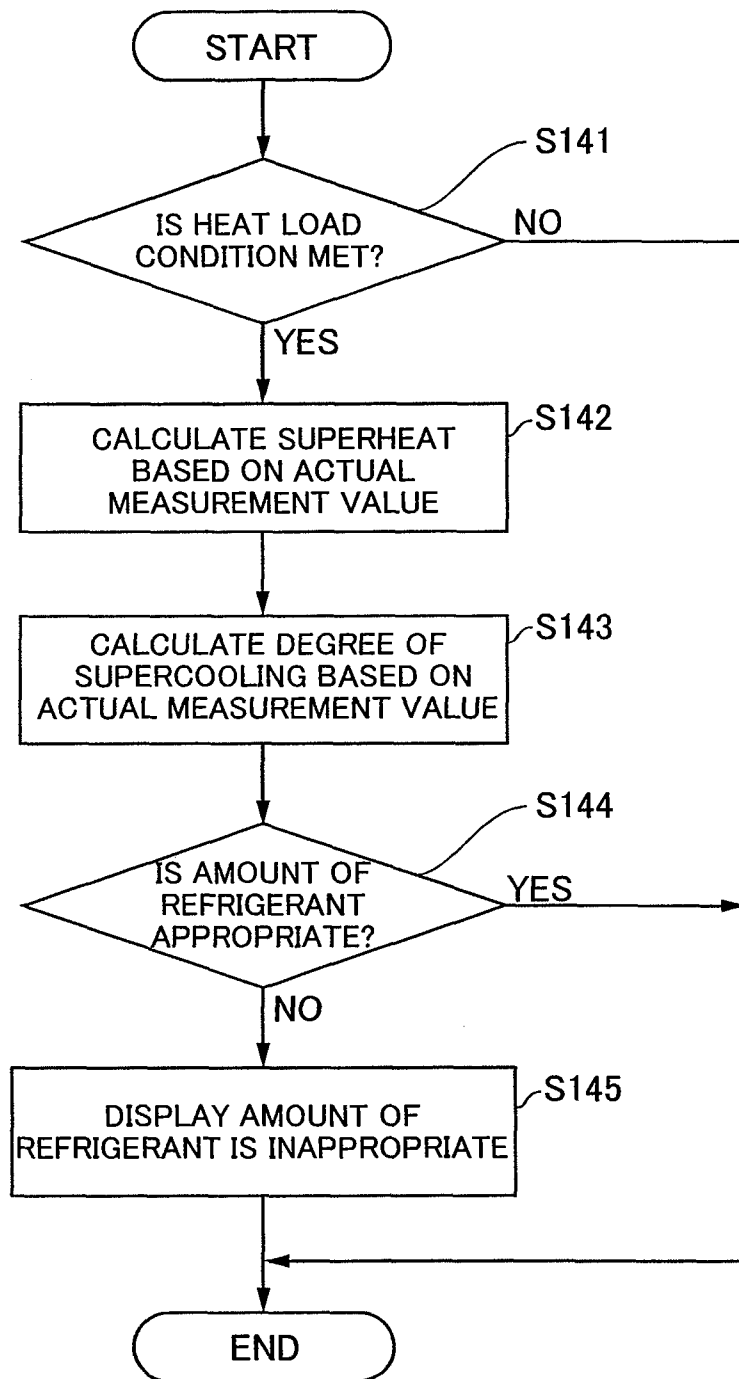 START
S141
IS HEAT LOAD
CONDITION MET?
NO
YES
S142
CALCULATE SUPERHEAT
BASED ON ACTUAL
MEASUREMENT VALUE
S143
CALCULATE DEGREE OF
SUPERCOOLING BASED ON
ACTUAL MEASUREMENT VALUE
S144
IS AMOUNT OF
REFRIGERANT
APPROPRIATE?
YES
NO
S145
DISPLAY AMOUNT OF
REFRIGERANT IS INAPPROPRIATE
END